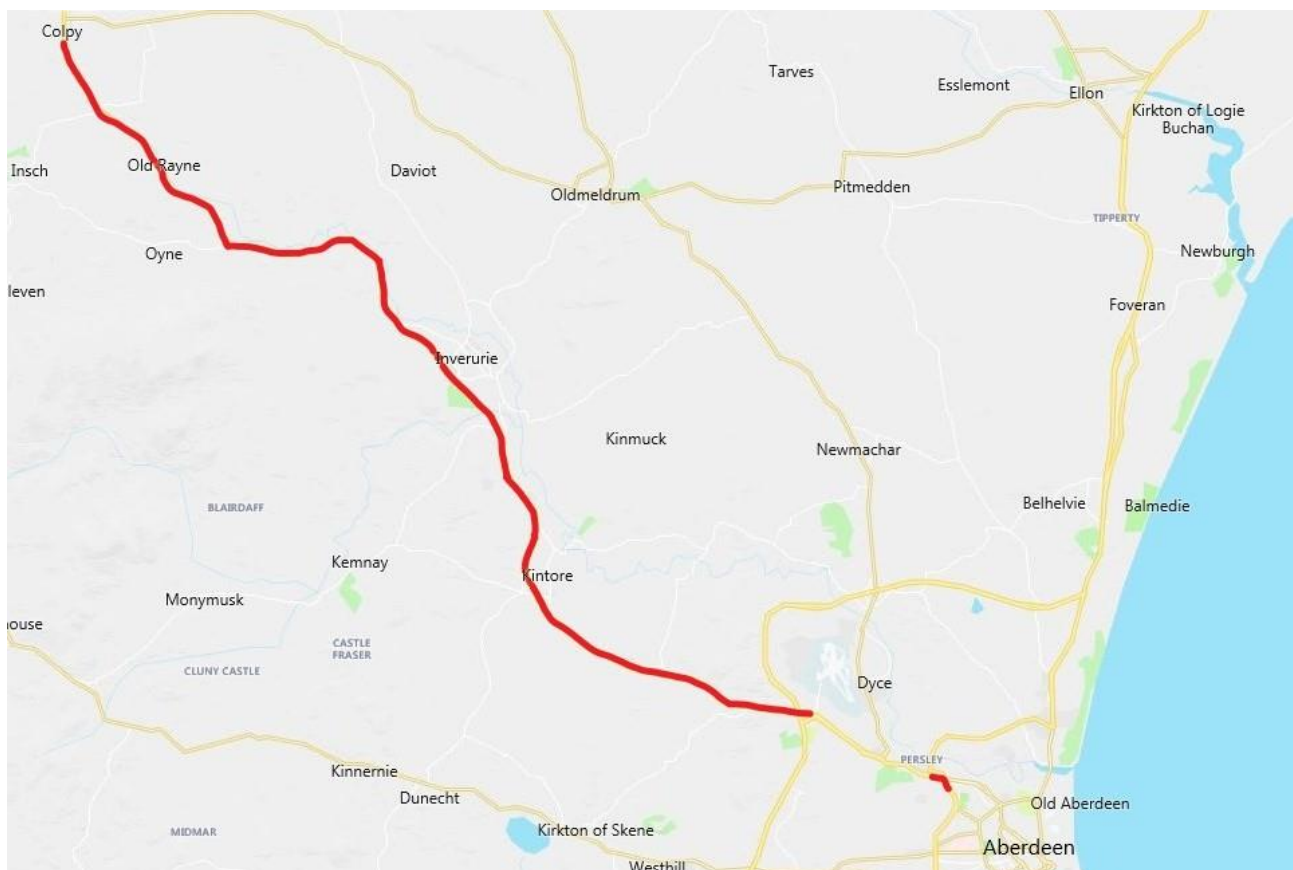 Colpy
Tarves
Esslemont
Ellon
Kirkton of Logie
Buchan
Insch
Old Rayne
Daviot
Oldmeldrum
Pitmedden
TIPPERTY
Oyne
Newburgh
leven
Foveran
Inverurie
Kinmuck
Newmachar
BLAIRDAFF
Belhelvie
Balmedie
Kemnay
Kintore
Monymusk
ouse
CASTLE
FRASER
CLUNY CASTLE
Dyce
PERSLEY
Kinnernie
Dunecht
Old Aberdeen
MIDMAR
Kirkton of Skene
Aberdeen
Westhill